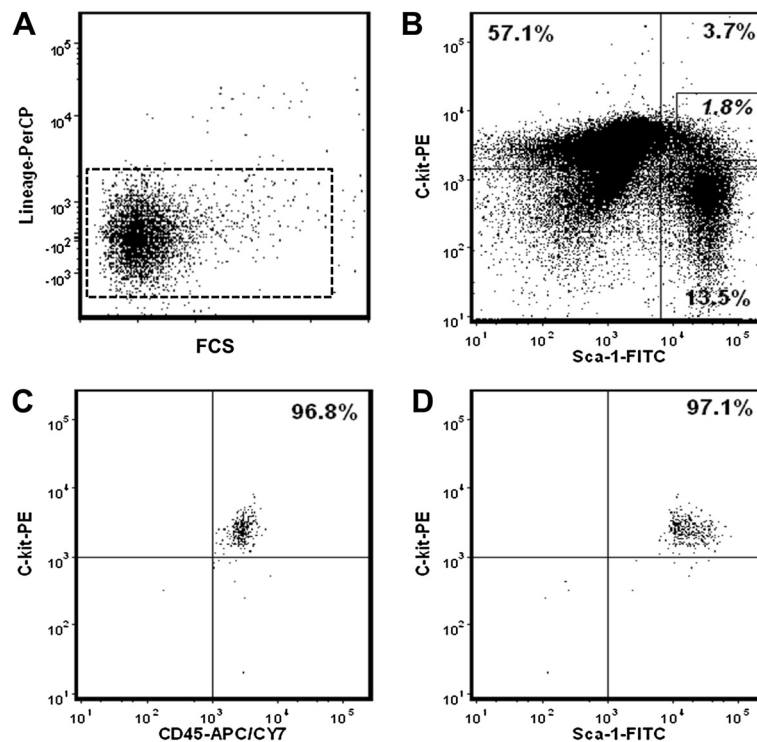 A
Lineage-PerCP
10⁵
10⁴
10³
-10²
-10³
FCS
B
57.1%
3.7%
1.8%
13.5%
C-kit-PE
10⁵
10⁴
10³
10²
10¹
10¹ 10² 10³ 10⁴ 10⁵
Sca-1-FITC
C
96.8%
C-kit-PE
10⁵
10⁴
10³
10²
10¹
10¹ 10² 10³ 10⁴ 10⁵
CD45-APC/CY7
D
97.1%
C-kit-PE
10⁵
10⁴
10³
10²
10¹
10¹ 10² 10³ 10⁴ 10⁵
Sca-1-FITC